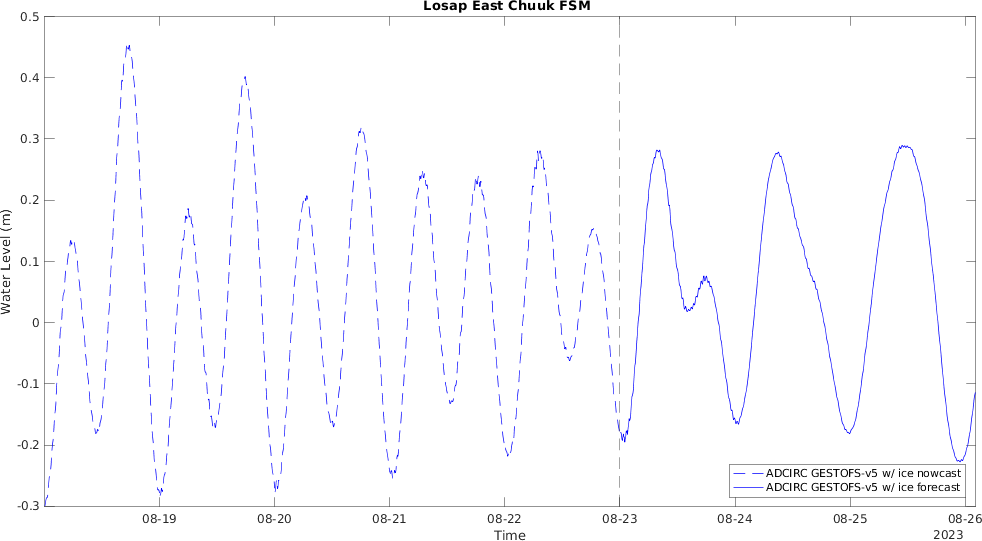 Losap East Chuuk FSM
0.5
0.4
0.3
0.2
0.1
0
-0.1
-0.2
-0.3
Water Level (m)
08-19 08-20 08-21 08-22 08-23 08-24 08-25 08-26
Time
2023
ADCIRC GESTOFS-v5 w/ ice nowcast
ADCIRC GESTOFS-v5 w/ ice forecast